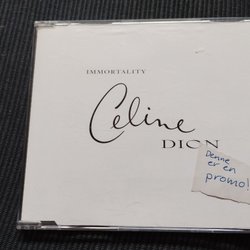 IMMORTALITY
Celine
DION
Denne
er en
promo!